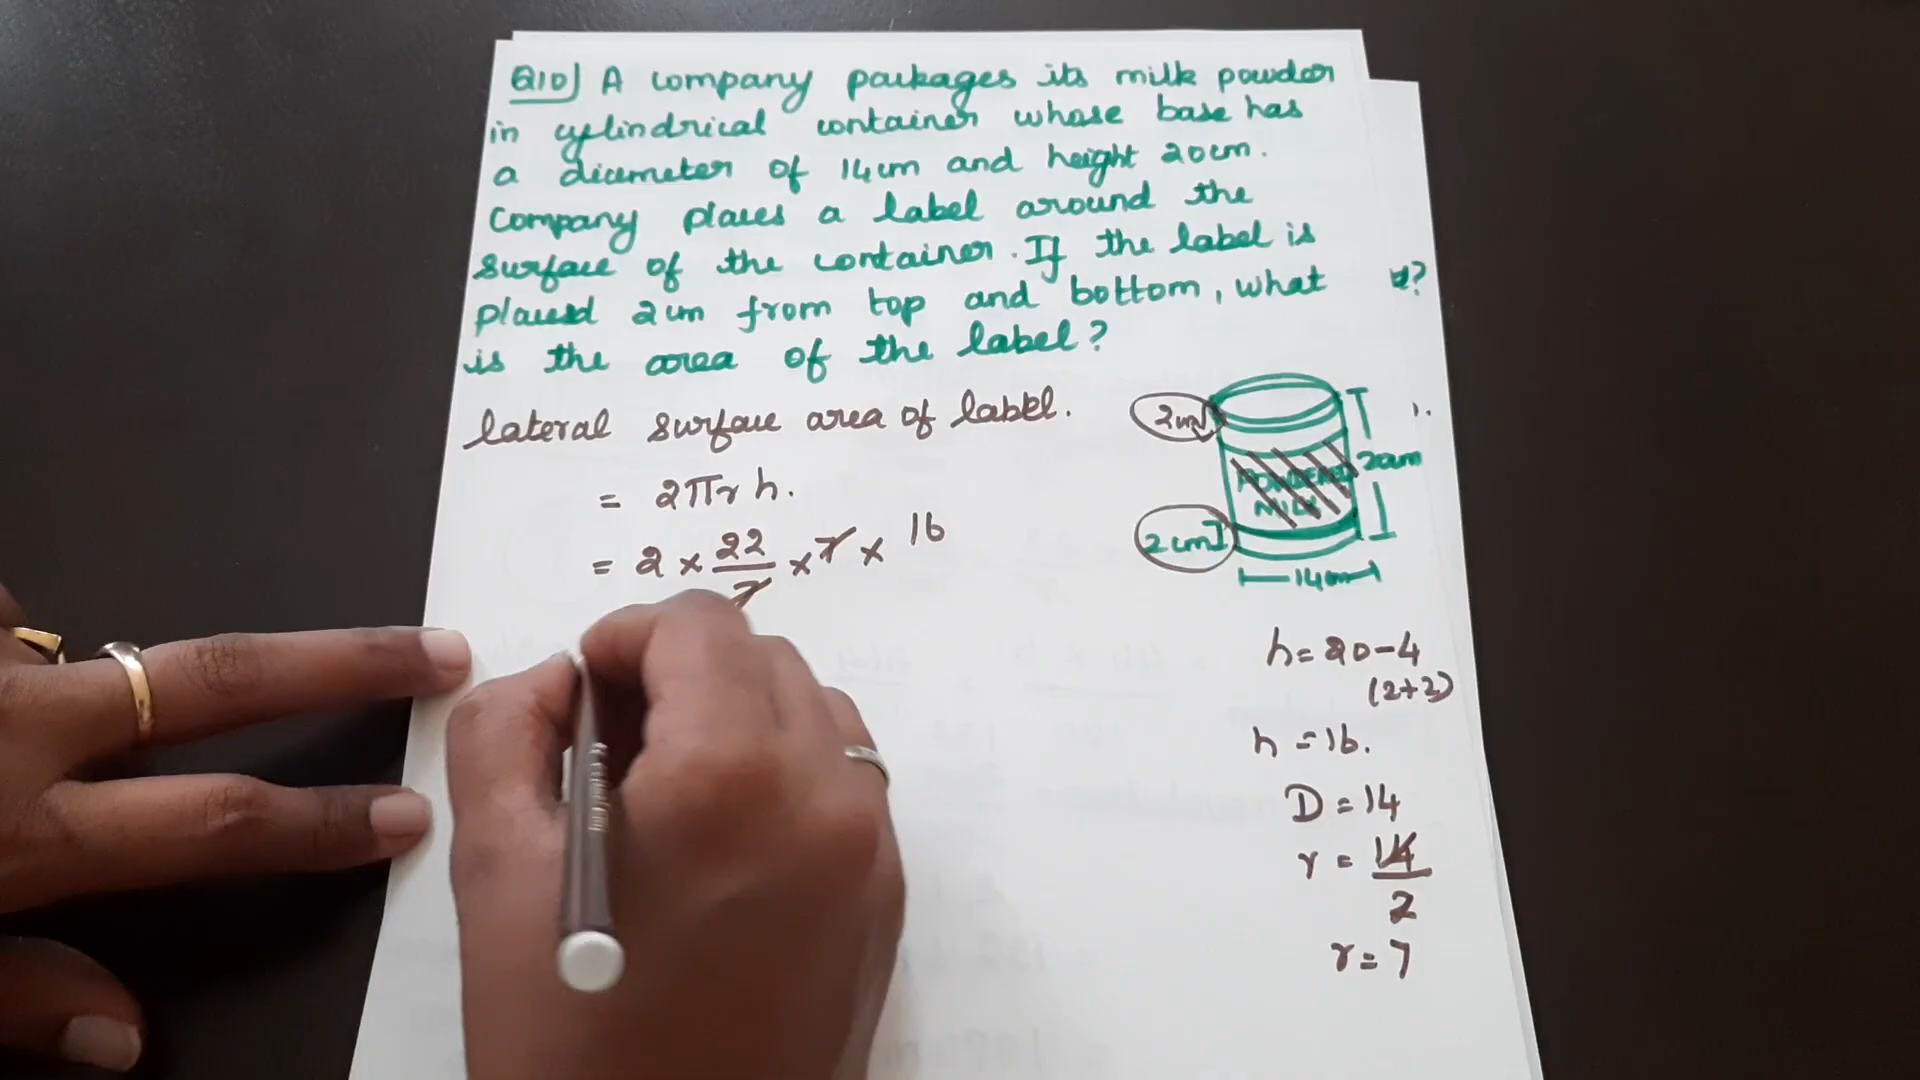 Q10) A company packages its milk powder
in cylindrical container whose base has
a diameter of 14cm and height 20cm.
Company places a label around the
surface of the container. If the label is
placed 2cm from top and bottom, what
is the area of the label?
?
lateral surface area of label.
= 2πrh.
= 2 × 22/7 × 7 × 16
2cm
20cm
POWDERED
MILK
2cm
14cm
h = 20-4
(2+2)
h = 16.
D = 14
r = 14/2
r = 7